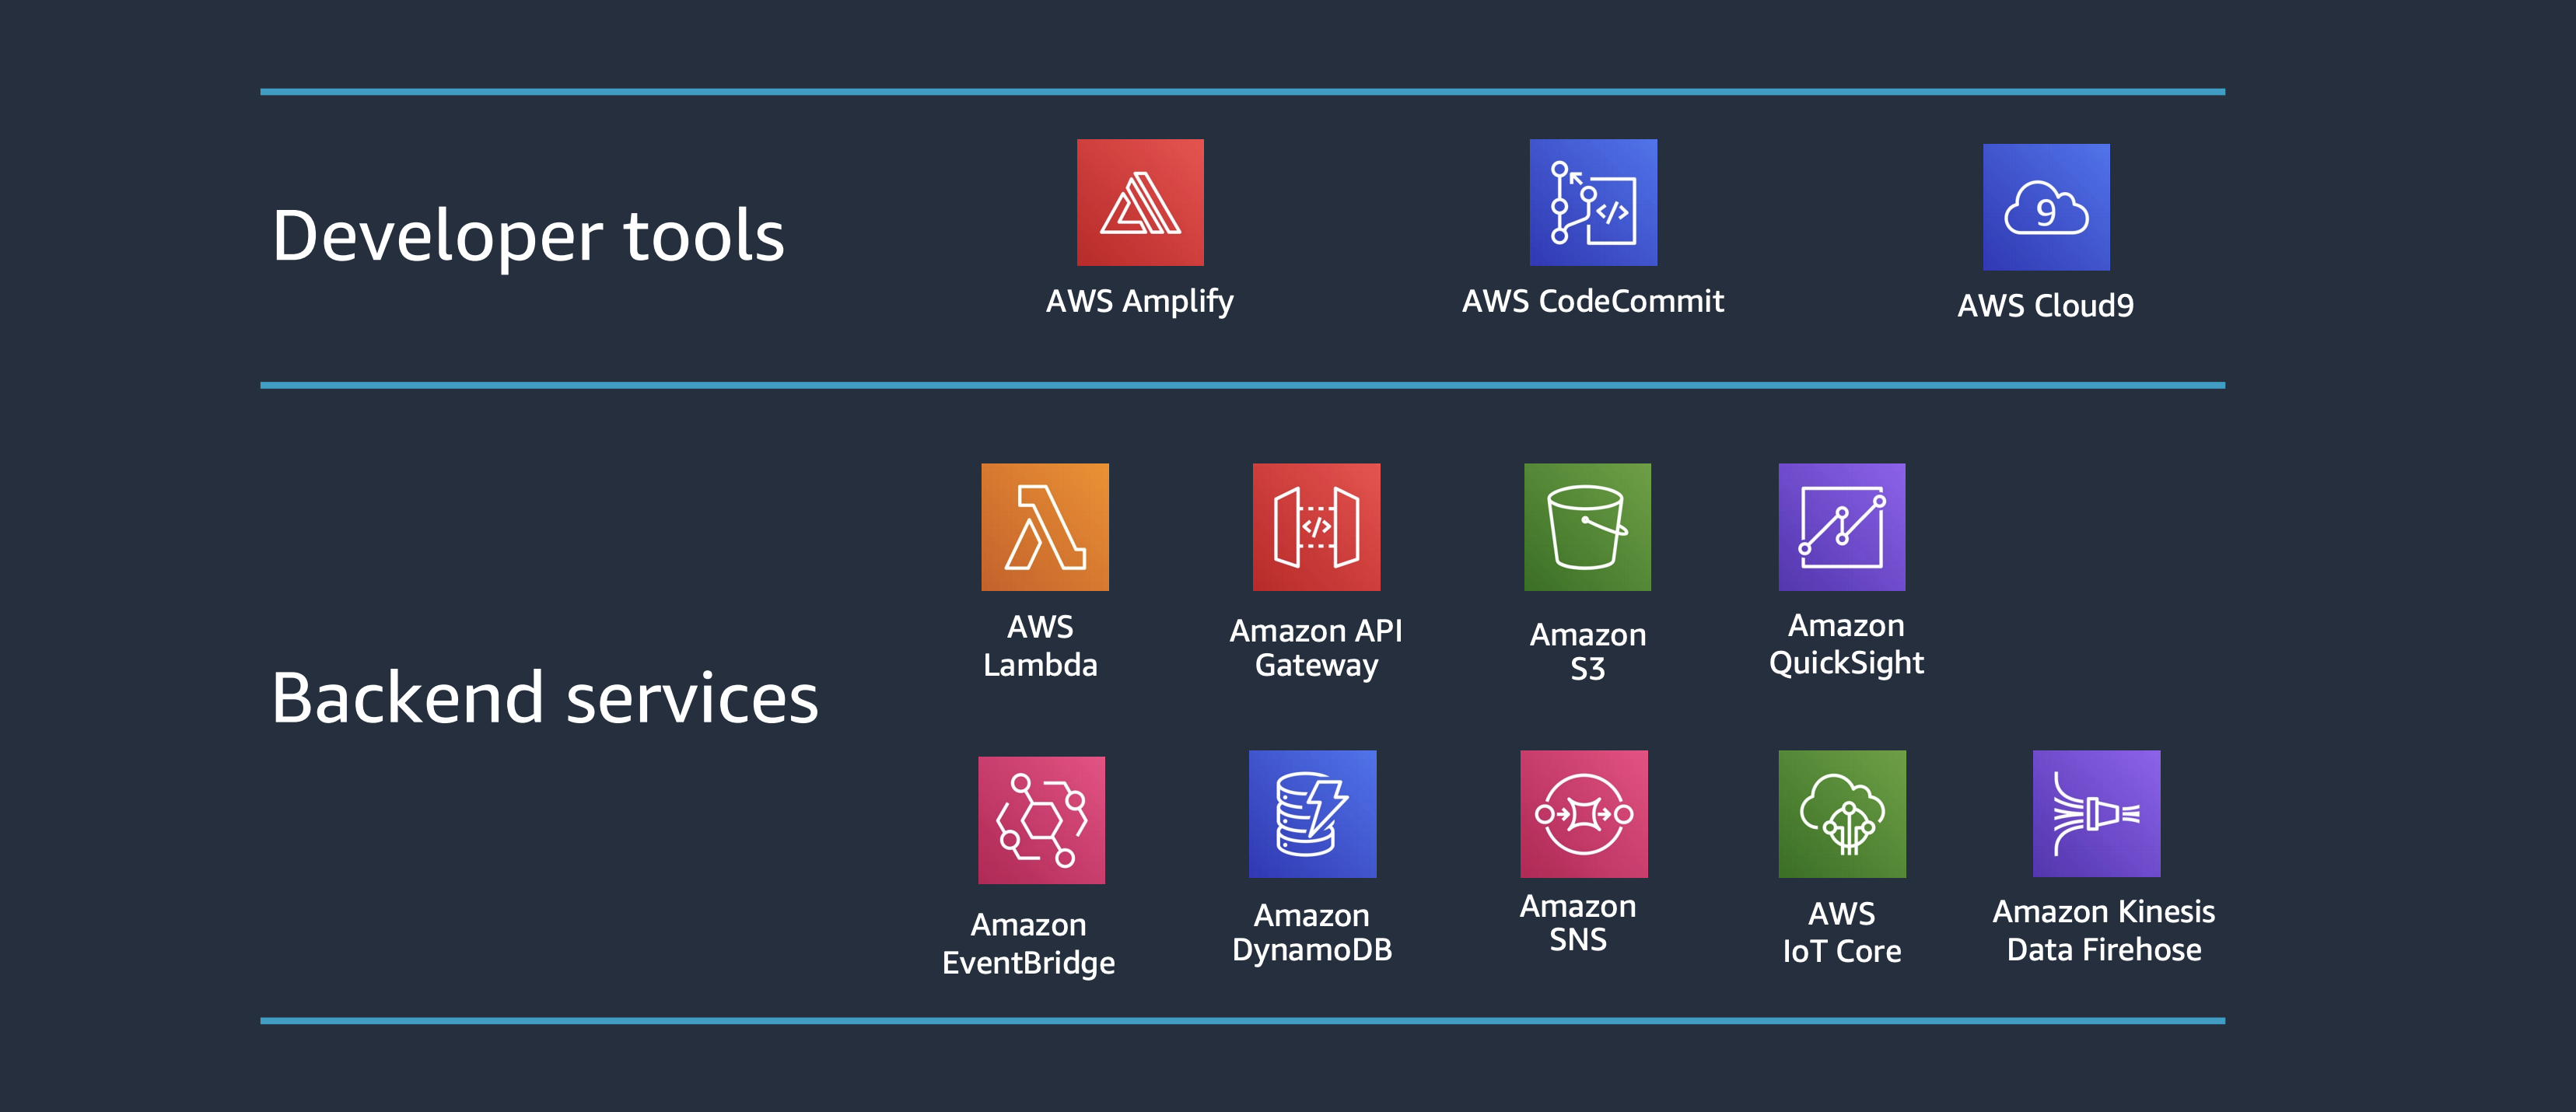 Developer tools
AWS Amplify
AWS CodeCommit
AWS Cloud9
9
</>
Backend services
AWS
Lambda
Amazon API
Gateway
</>
Amazon
S3
Amazon
QuickSight
Amazon
EventBridge
Amazon
DynamoDB
Amazon
SNS
AWS
IoT Core
Amazon Kinesis
Data Firehose